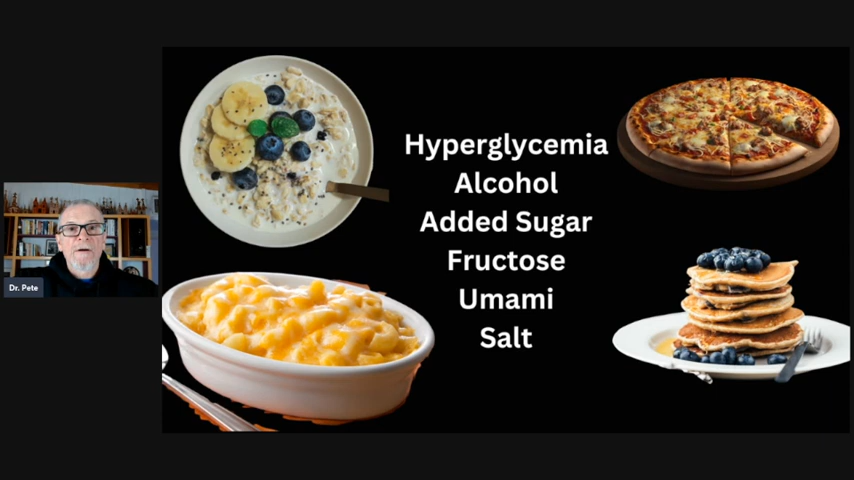 Hyperglycemia
Alcohol
Added Sugar
Fructose
Umami
Salt
Dr. Pete